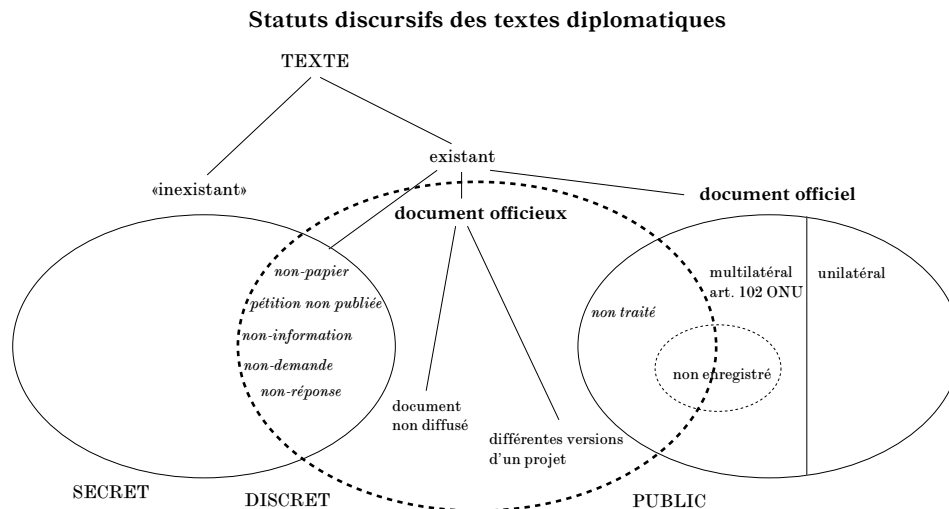 Statuts discursifs des textes diplomatiques
TEXTE
existant
«inexistant»
document officiel
document officieux
non-papier
pétition non publiée
non-information
non-demande
non-réponse
document
non diffusé
différentes versions
d'un projet
non traité
multilatéral
art. 102 ONU
unilatéral
non enregistré
SECRET
DISCRET
PUBLIC